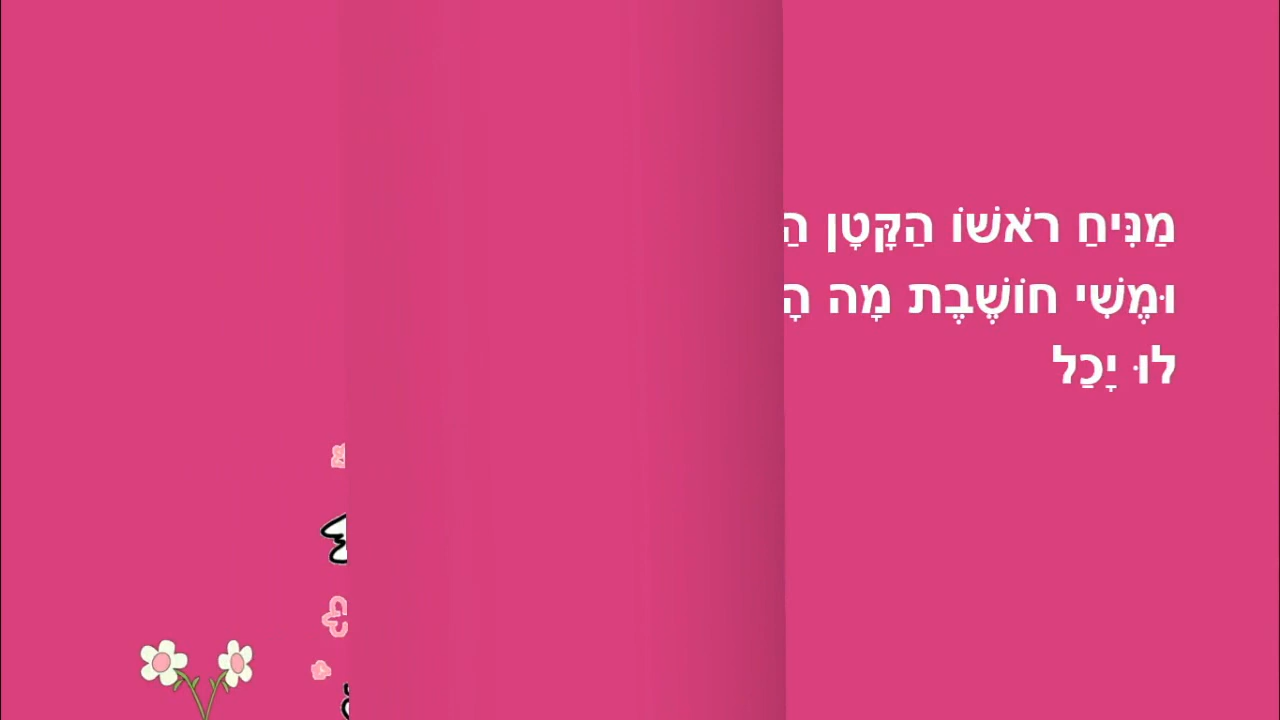 מַנִּיחַ רֹאשׁוֹ הַקָּטָן
וּמֶשִׁי חוֹשֶׁבֶת מָה
לוּ יָכַל